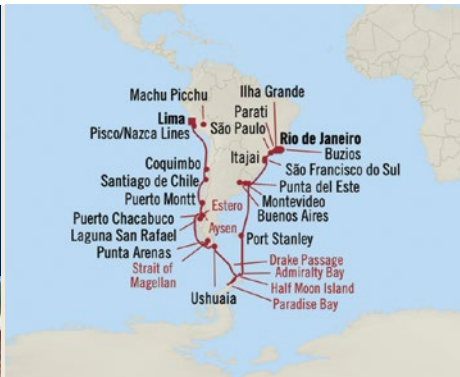 Ilha Grande
Machu Picchu
Parati
Lima
São Paulo
Rio de Janeiro
Pisco/Nazca Lines
Buzios
Itajai
São Francisco do Sul
Coquimbo
Santiago de Chile
Punta del Este
Puerto Montt
Estero
Montevideo
Puerto Chacabuco
Buenos Aires
Aysen
Laguna San Rafael
Port Stanley
Punta Arenas
Strait of
Magellan
Drake Passage
Admiralty Bay
Half Moon Island
Ushuaia
Paradise Bay